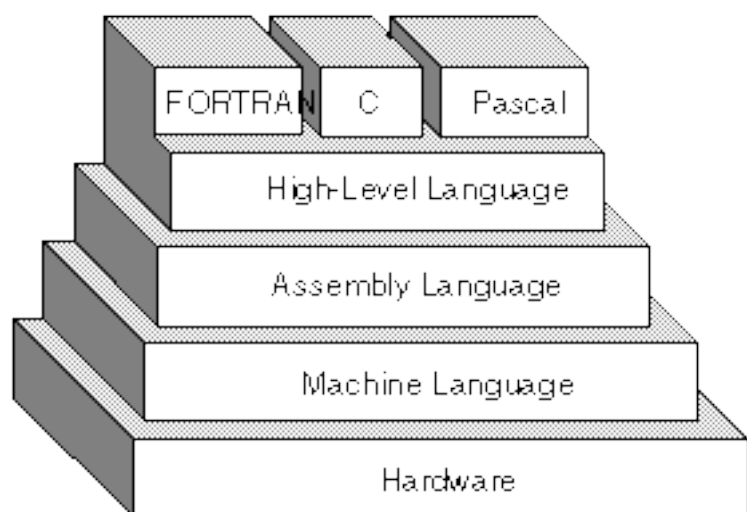 FORTRAN C Pascal
High-Level Language
Assembly Language
Machine Language
Hardware